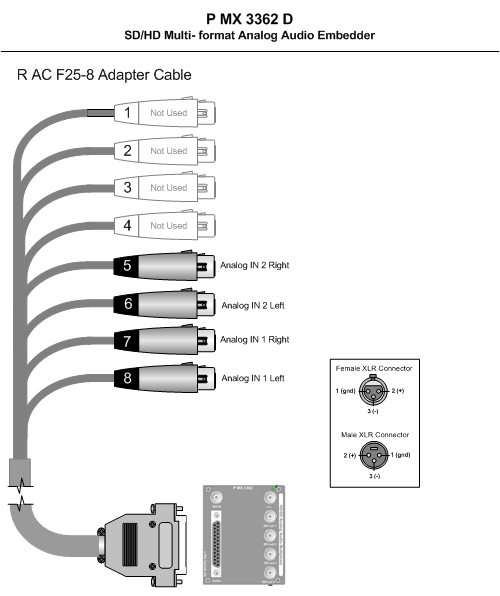 P MX 3362 D
SD/HD Multi- format Analog Audio Embedder
R AC F25-8 Adapter Cable
1 Not Used
2 Not Used
3 Not Used
4 Not Used
5 Analog IN 2 Right
6 Analog IN 2 Left
7 Analog IN 1 Right
8 Analog IN 1 Left
Female XLR Connector
1 (gnd) 2 (+)
3 (-)
Male XLR Connector
2 (+) 1 (gnd)
3 (-)
P MX 3362